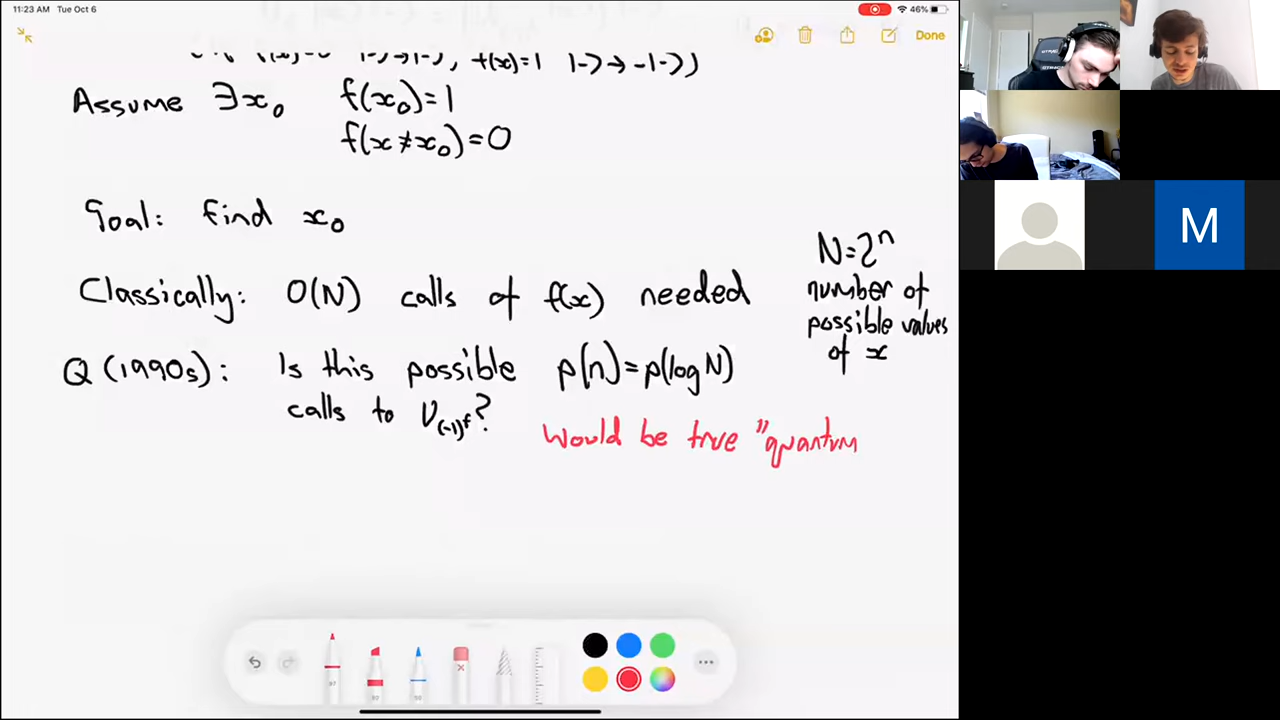 11:23 AM Tue Oct 6
46%
Done
f(x)=1 |-)→-|-)
Assume ∃x₀ f(x₀)=1
f(x≠x₀)=0
Goal: find x₀
N=2ⁿ
number of
possible values
of x
Classically: O(N) calls of f(x) needed
Q (1990s): Is this possible p(n)=p(log N)
calls to U₍₋₁₎f?
Would be true "quantum
M